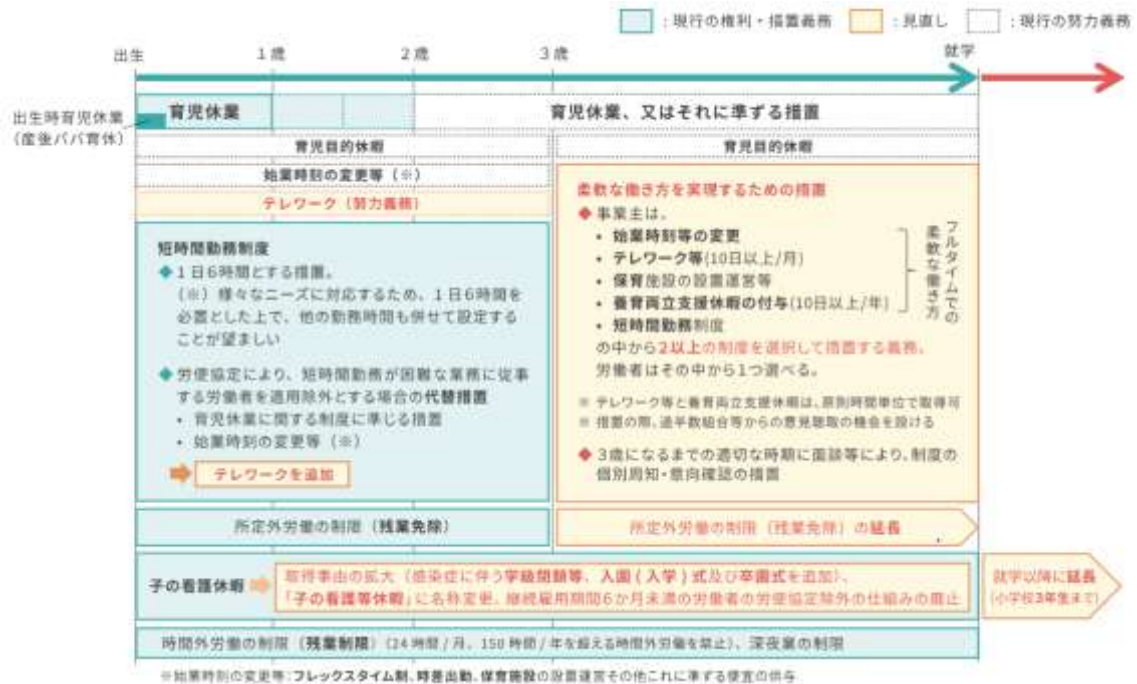 ：現行の権利・措置義務 ：見直し ：現行の努力義務
出生 1歳 2歳 3歳 就学
出生時育児休業
(産後パパ育休)
育児休業
育児休業、又はそれに準ずる措置
育児目的休暇
育児目的休暇
始業時刻の変更等（※）
テレワーク（努力義務）
短時間勤務制度
◆1日6時間とする措置。
（※）様々なニーズに対応するため、1日6時間を
必置とした上で、他の勤務時間も併せて設定する
ことが望ましい
◆労使協定により、短時間勤務が困難な業務に従事
する労働者を適用除外とする場合の代替措置
• 育児休業に関する制度に準じる措置
• 始業時刻の変更等（※）
テレワークを追加
柔軟な働き方を実現するための措置
◆事業主は、
• 始業時刻等の変更
• テレワーク等(10日以上/月)
• 保育施設の設置運営等
• 養育両立支援休暇の付与(10日以上/年)
• 短時間勤務制度
の中から2以上の制度を選択して措置する義務。
労働者はその中から1つ選べる。
フルタイムでの
柔軟な働き方
※ テレワーク等と養育両立支援休暇は、原則時間単位で取得可
※ 措置の際、過半数組合等からの意見聴取の機会を設ける
◆3歳になるまでの適切な時期に面談等により、制度の
個別周知・意向確認の措置
所定外労働の制限（残業免除）
所定外労働の制限（残業免除）の延長
子の看護休暇
取得事由の拡大（感染症に伴う学級閉鎖等、入園(入学)式及び卒園式を追加）、
「子の看護等休暇」に名称変更、継続雇用期間6か月未満の労働者の労使協定除外の仕組みの廃止
就学以降に延長
(小学校3年生まで)
時間外労働の制限（残業制限）（24時間/月、150時間/年を超える時間外労働を禁止）、深夜業の制限
※始業時刻の変更等：フレックスタイム制、時差出勤、保育施設の設置運営その他これに準ずる便宜の供与